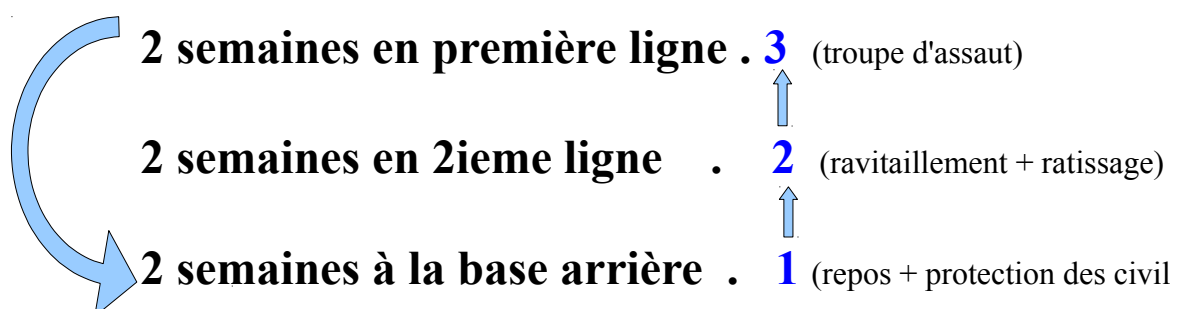 2 semaines en première ligne . 3 (troupe d'assaut)
2 semaines en 2ieme ligne . 2 (ravitaillement + ratissage)
2 semaines à la base arrière . 1 (repos + protection des civil